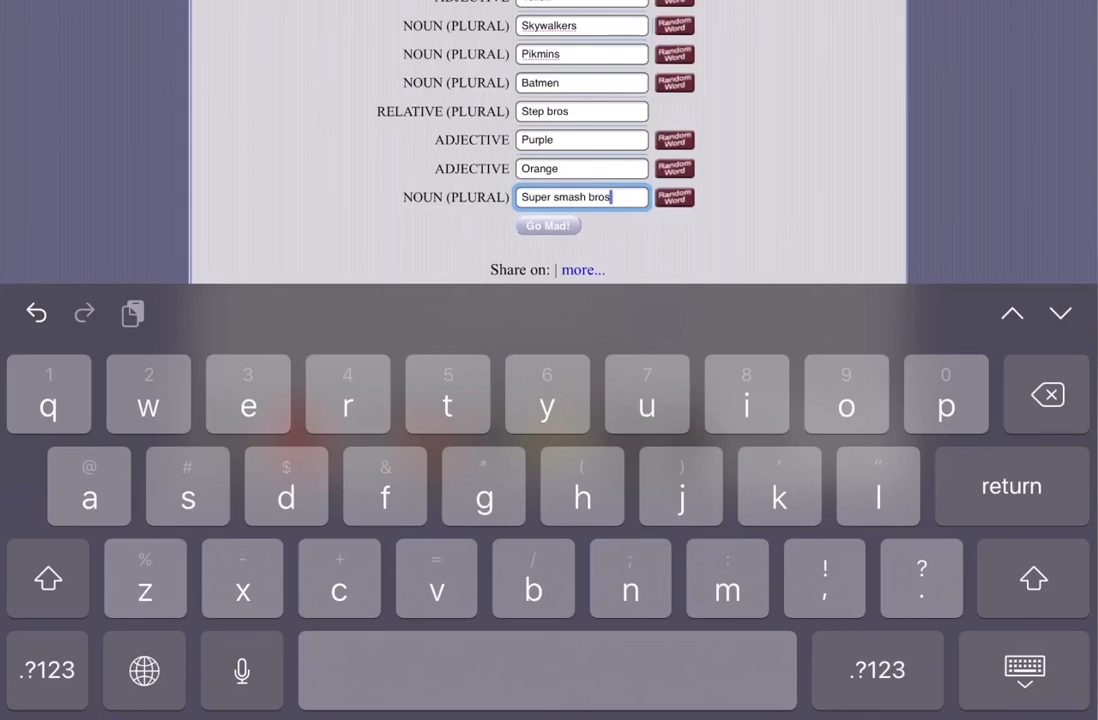 NOUN (PLURAL) Skywalkers Random Word
NOUN (PLURAL) Pikmins Random Word
NOUN (PLURAL) Batmen Random Word
RELATIVE (PLURAL) Step bros
ADJECTIVE Purple Random Word
ADJECTIVE Orange Random Word
NOUN (PLURAL) Super smash bros Random Word
Go Mad!
Share on: | more...
1 2 3 4 5 6 7 8 9 0
q w e r t y u i o p
@ # $ & * ( ) ' "
a s d f g h j k l return
% - + = / ; : ! ?
z x c v b n m , .
.?123 .?123